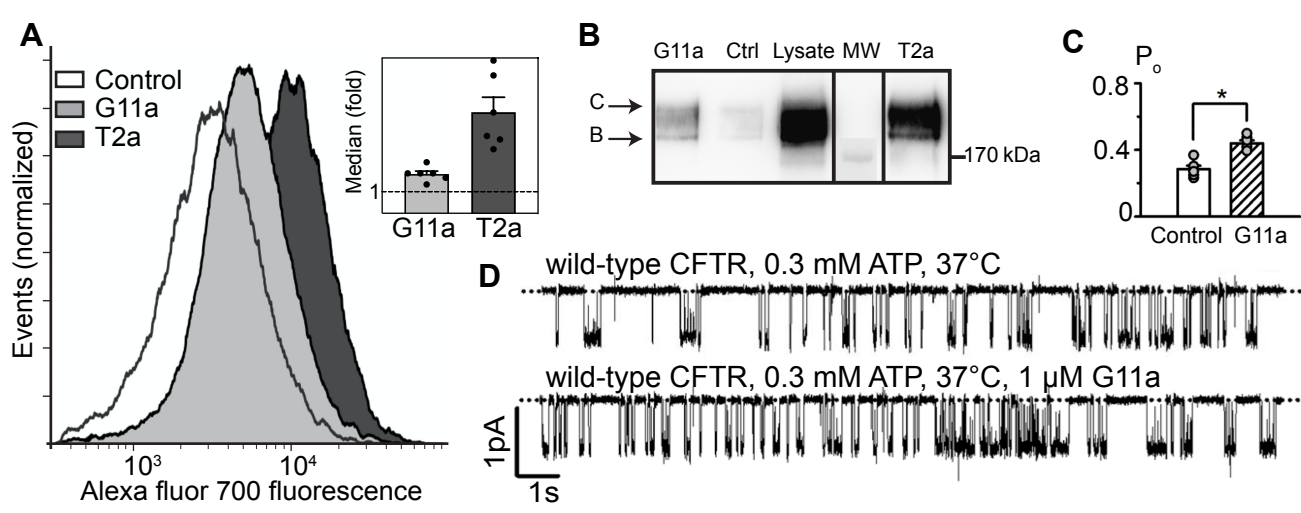 A
Control
G11a
T2a
Events (normalized)
10³
10⁴
Alexa fluor 700 fluorescence
Median (fold)
1
G11a
T2a
B
G11a Ctrl Lysate MW T2a
C
B
170 kDa
C
Pₒ
0.8
0.4
0
*
Control G11a
D
wild-type CFTR, 0.3 mM ATP, 37°C
wild-type CFTR, 0.3 mM ATP, 37°C, 1 µM G11a
1pA
1s